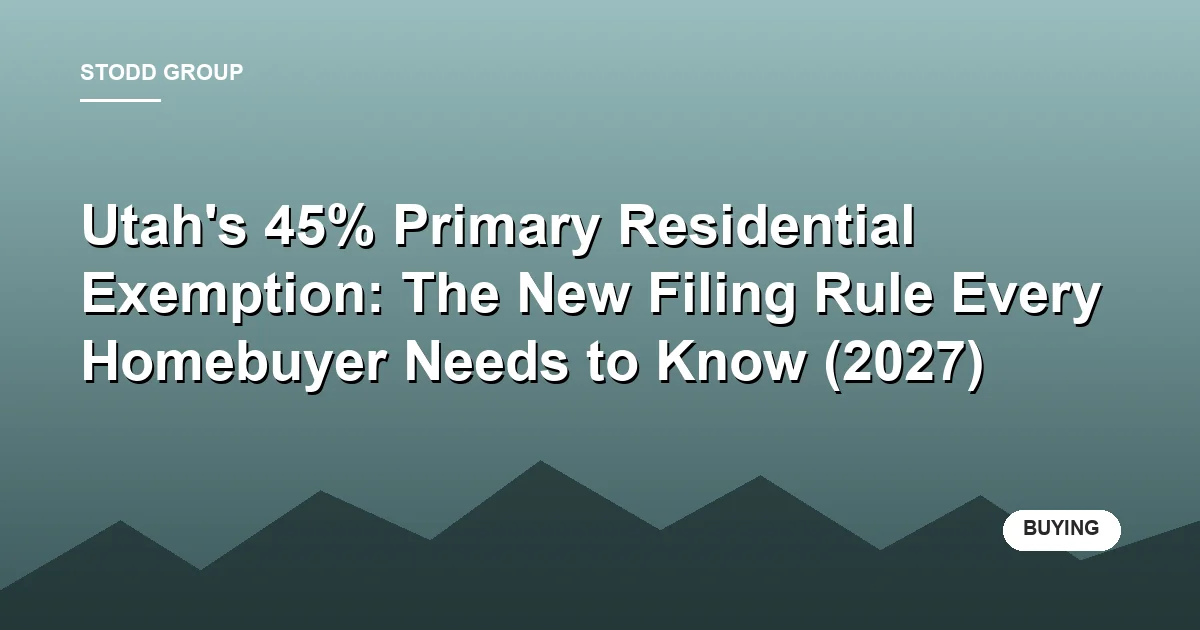 STODD GROUP
Utah's 45% Primary Residential
Exemption: The New Filing Rule Every
Homebuyer Needs to Know (2027)
BUYING